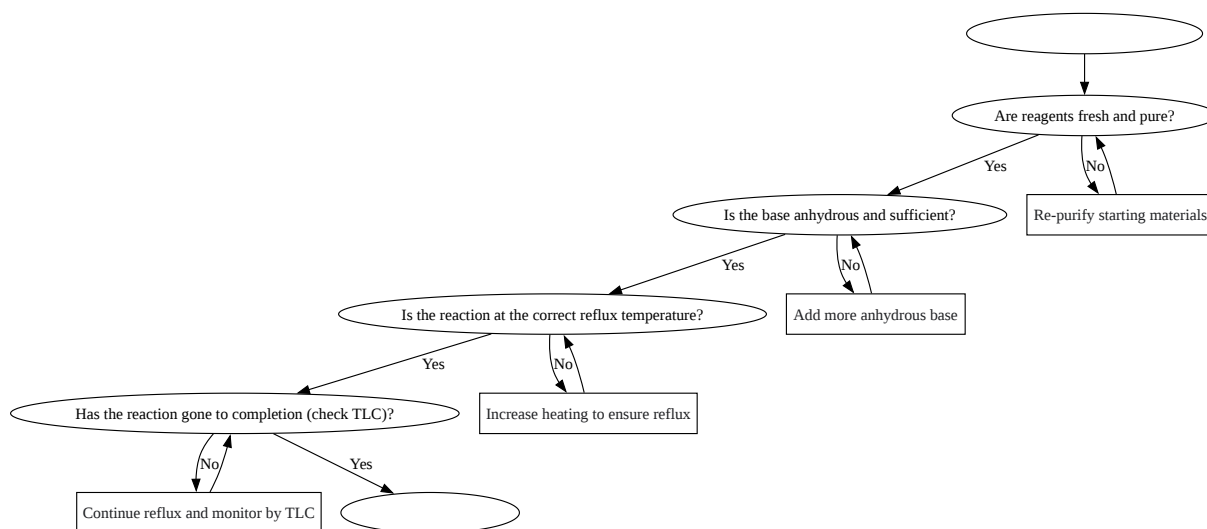 Are reagents fresh and pure?
Yes
No
Is the base anhydrous and sufficient?
Re-purify starting materials
Yes
No
Is the reaction at the correct reflux temperature?
Add more anhydrous base
Yes
No
Has the reaction gone to completion (check TLC)?
Increase heating to ensure reflux
No
Yes
Continue reflux and monitor by TLC